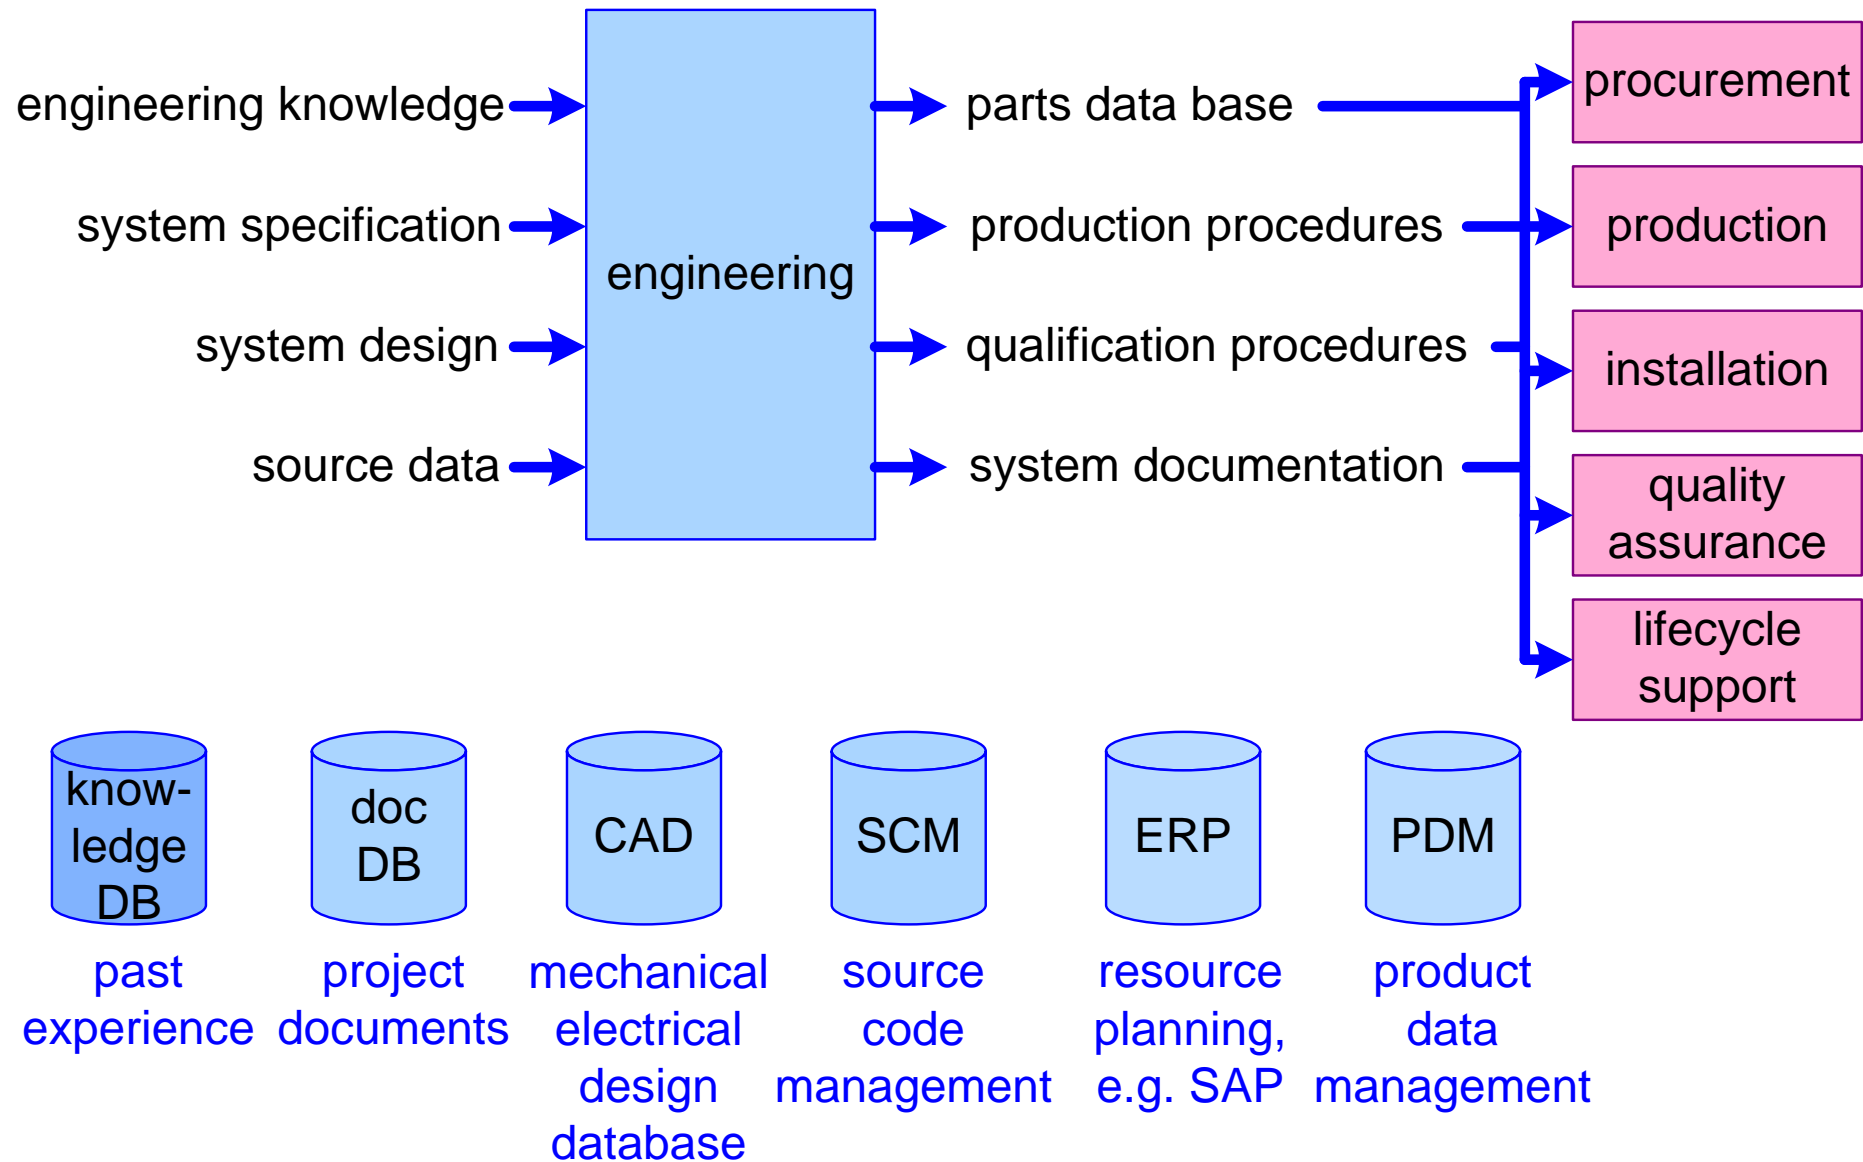 engineering knowledge
system specification
system design
source data
engineering
parts data base
production procedures
qualification procedures
system documentation
procurement
production
installation
quality
assurance
lifecycle
support
know-
ledge
DB
doc
DB
CAD
SCM
ERP
PDM
past
experience
project
documents
mechanical
electrical
design
database
source
code
management
resource
planning,
e.g. SAP
product
data
management